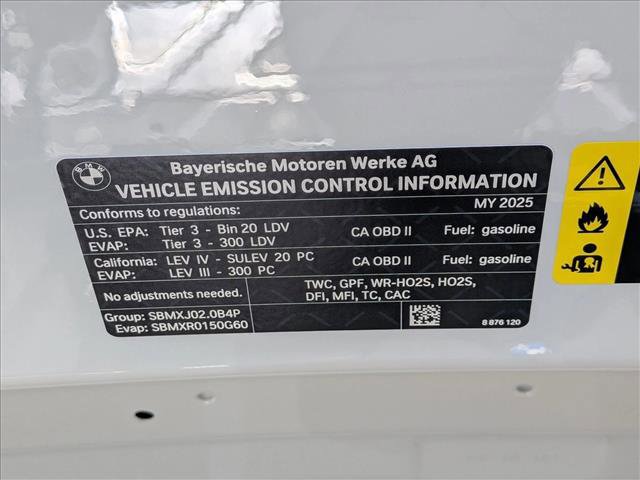 BMW
Bayerische Motoren Werke AG
VEHICLE EMISSION CONTROL INFORMATION
Conforms to regulations: MY 2025
U.S. EPA: Tier 3 - Bin 20 LDV CA OBD II Fuel: gasoline
EVAP: Tier 3 - 300 LDV
California: LEV IV - SULEV 20 PC CA OBD II Fuel: gasoline
EVAP: LEV III - 300 PC
No adjustments needed. TWC, GPF, WR-HO2S, HO2S,
DFI, MFI, TC, CAC
Group: SBMXJ02.0B4P
Evap: SBMXR0150G60 8 876 120